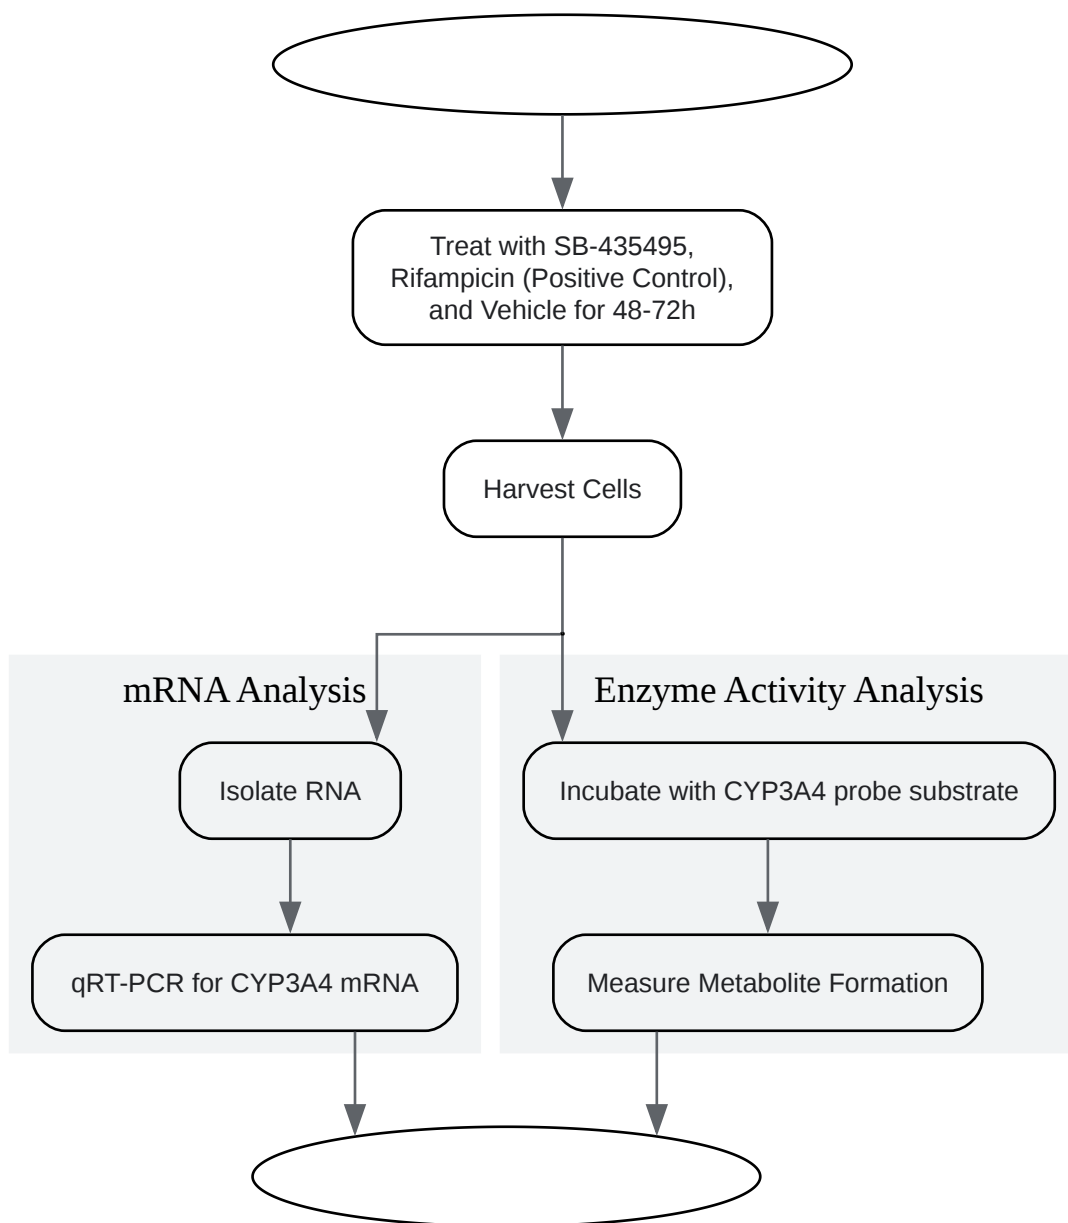 Treat with SB-435495,
Rifampicin (Positive Control),
and Vehicle for 48-72h
Harvest Cells
mRNA Analysis
Enzyme Activity Analysis
Isolate RNA
Incubate with CYP3A4 probe substrate
qRT-PCR for CYP3A4 mRNA
Measure Metabolite Formation